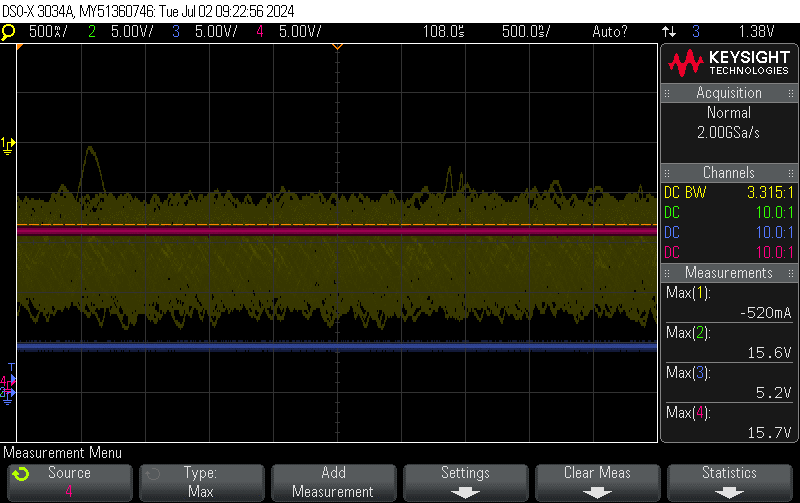 DSO-X 3034A, MY51360746: Tue Jul 02 09:22:56 2024
500%/ 2 5.00V/ 3 5.00V/ 4 5.00V/ 108.0s 500.0s/ Auto? 3 1.38V
KEYSIGHT
TECHNOLOGIES
Acquisition
Normal
2.00GSa/s
Channels
DC BW 3.315:1
DC 10.0:1
DC 10.0:1
DC 10.0:1
Measurements
Max(1):
-520mA
Max(2):
15.6V
Max(3):
5.2V
Max(4):
15.7V
1
T
4
2
Measurement Menu
Source
4
Type:
Max
Add
Measurement
Settings
Clear Meas
Statistics